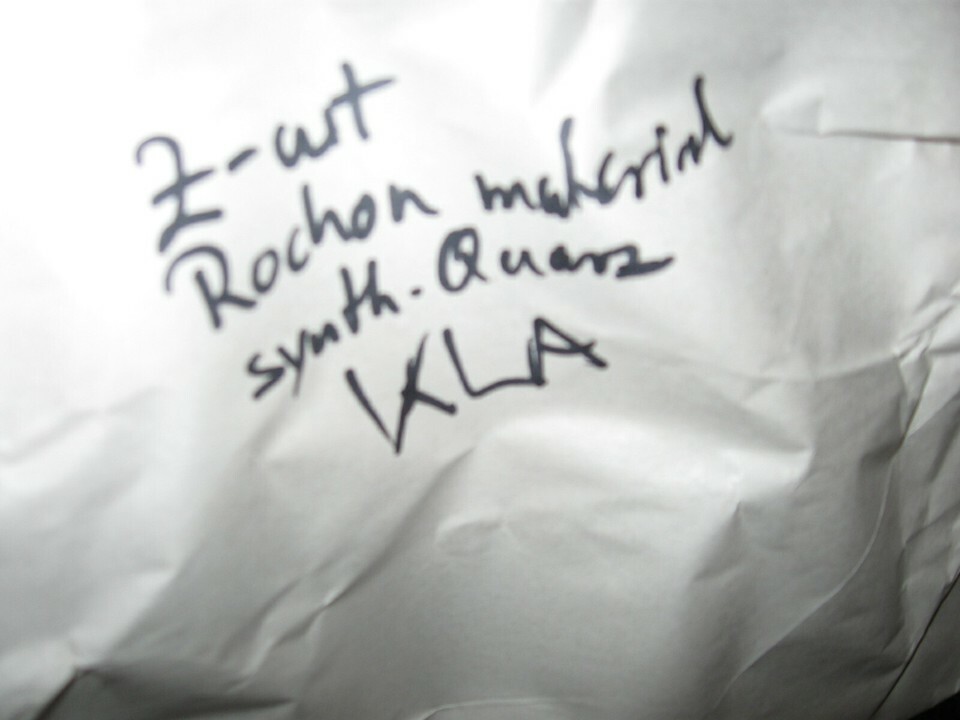 Z-cut
Rochon material
synth. Quarz
KLA